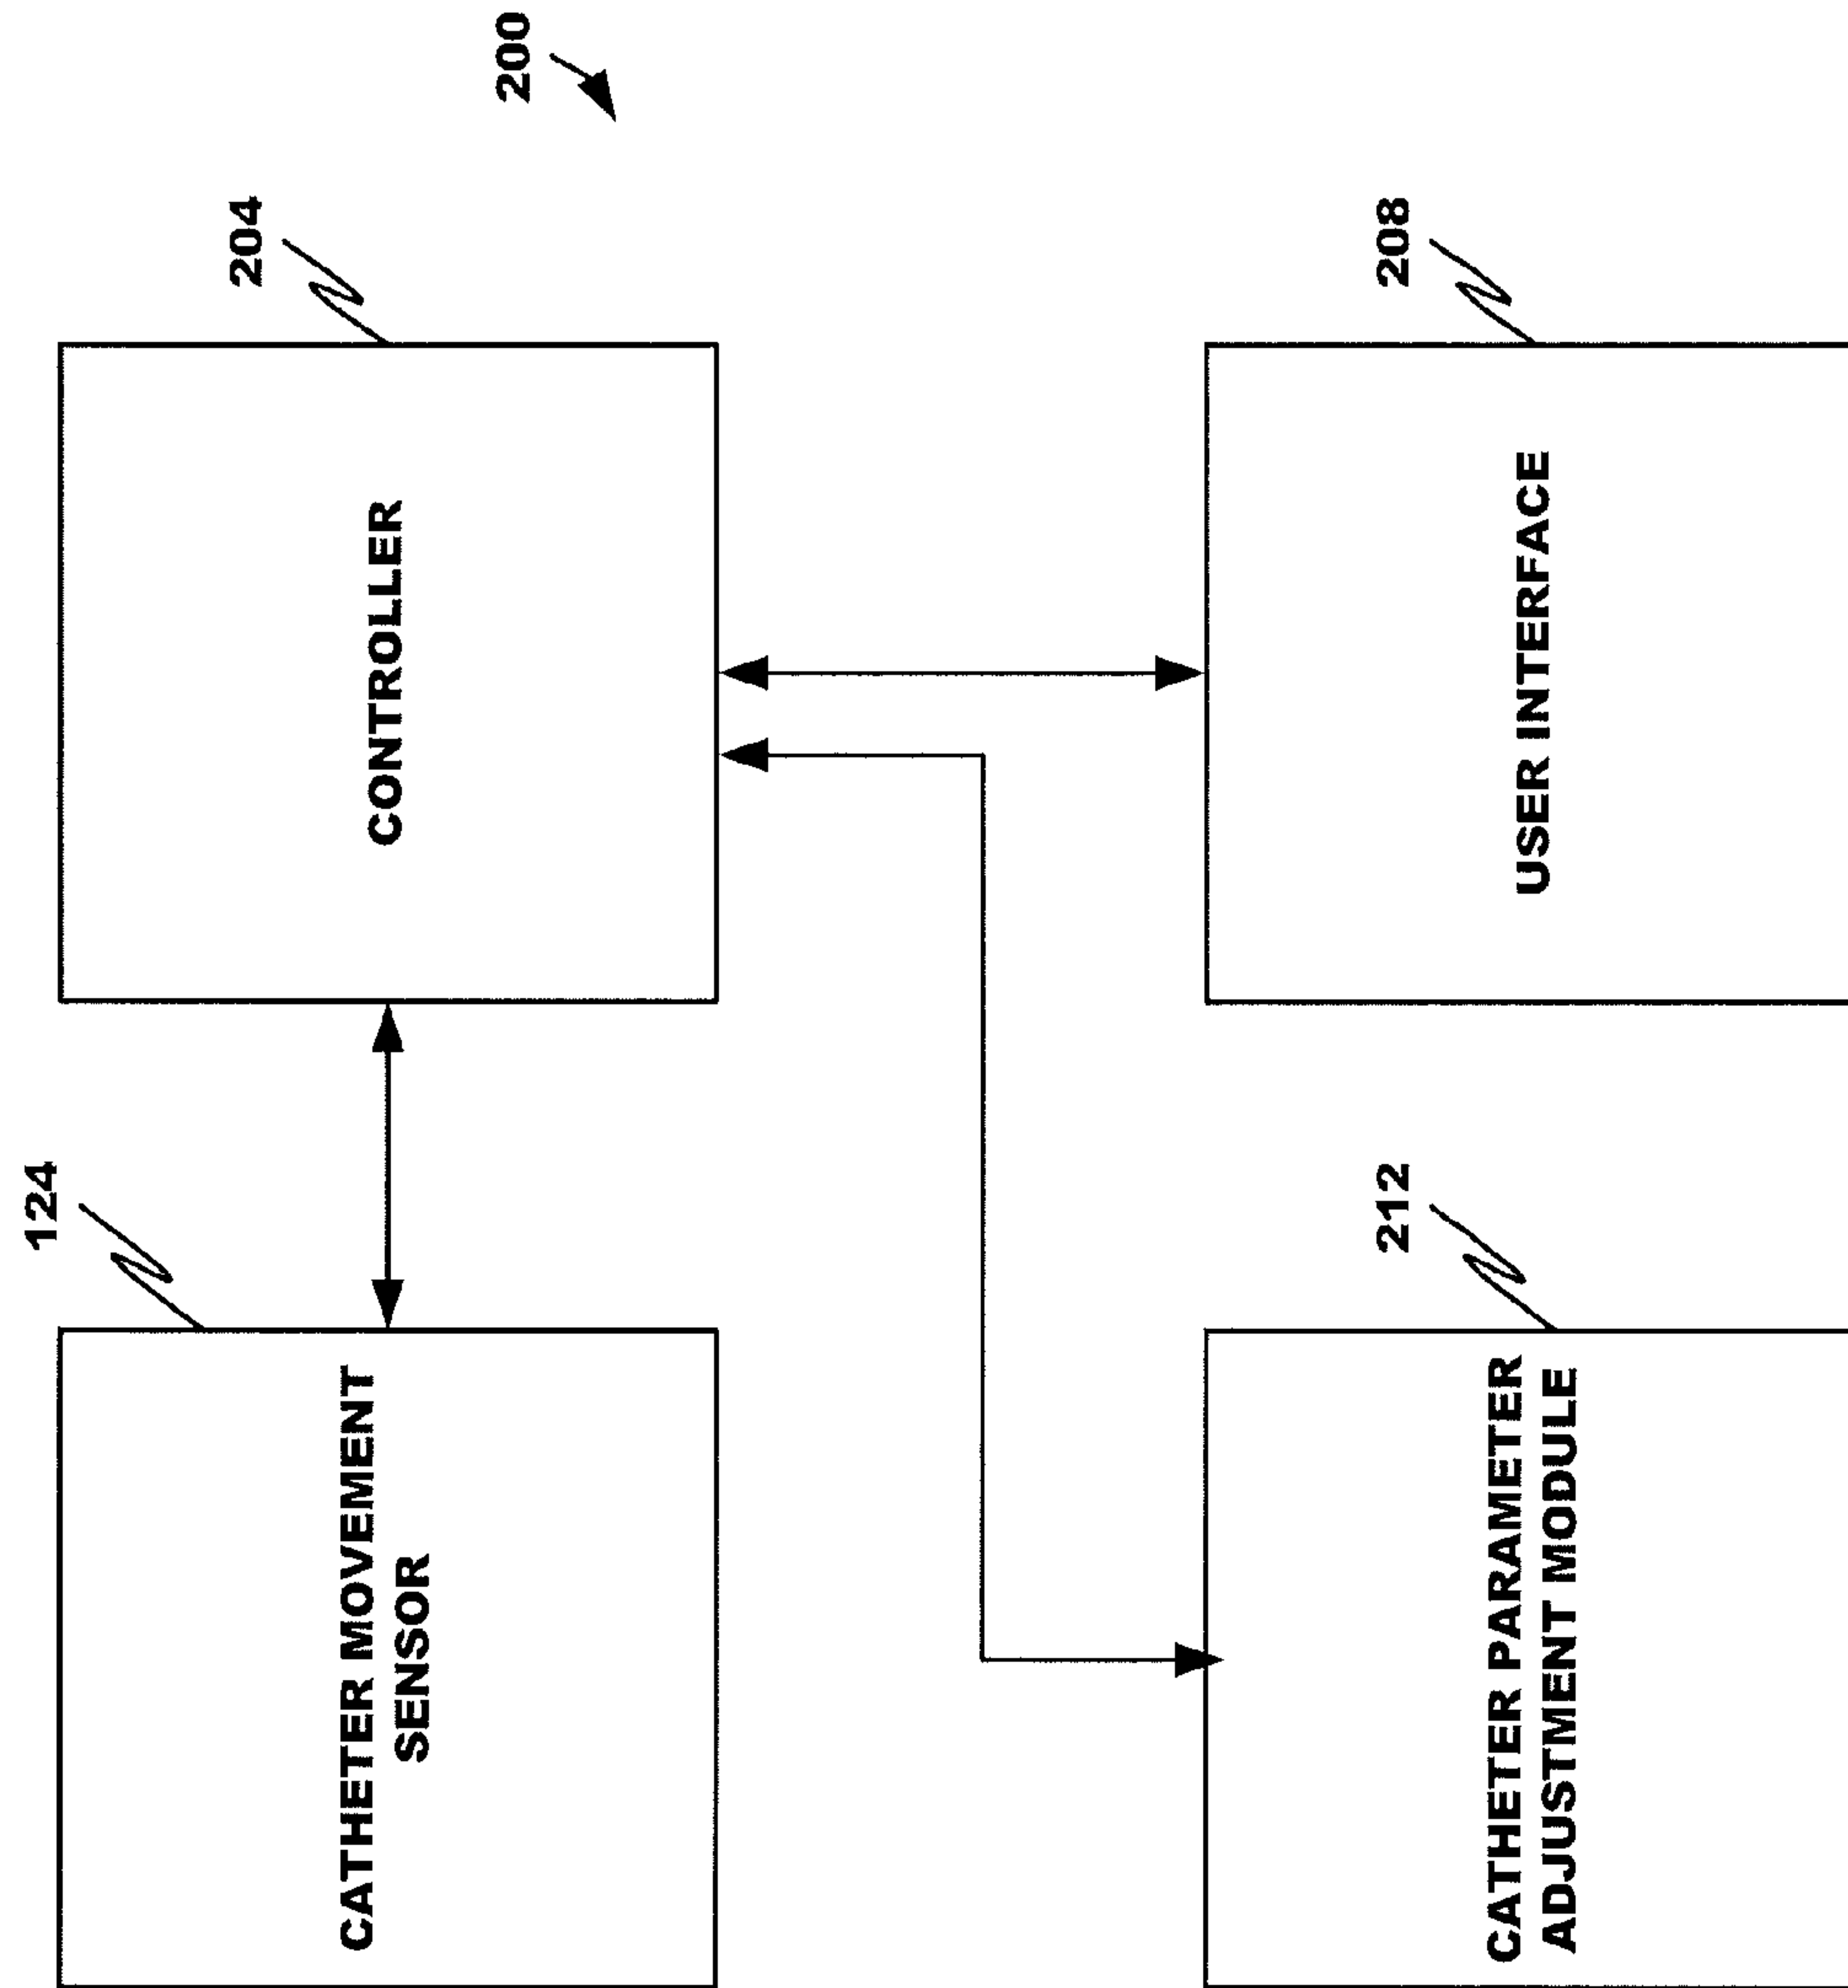 124
CATHETER MOVEMENT
SENSOR
204
CONTROLLER
200
212
CATHETER PARAMETER
ADJUSTMENT MODULE
208
USER INTERFACE